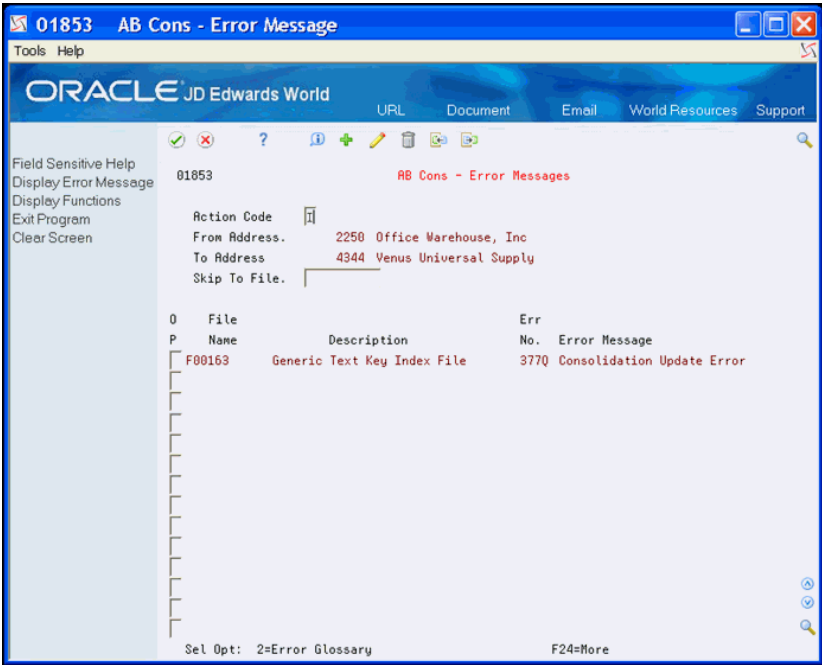 01853 AB Cons - Error Message
Tools Help
ORACLE JD Edwards World
URL Document Email World Resources Support
Field Sensitive Help
Display Error Message
Display Functions
Exit Program
Clear Screen
01853 AB Cons - Error Messages
Action Code I
From Address. 2250 Office Warehouse, Inc
To Address 4344 Venus Universal Supply
Skip To File.
O File Err
P Name Description No. Error Message
F00163 Generic Text Key Index File 377Q Consolidation Update Error
Sel Opt: 2=Error Glossary F24=More